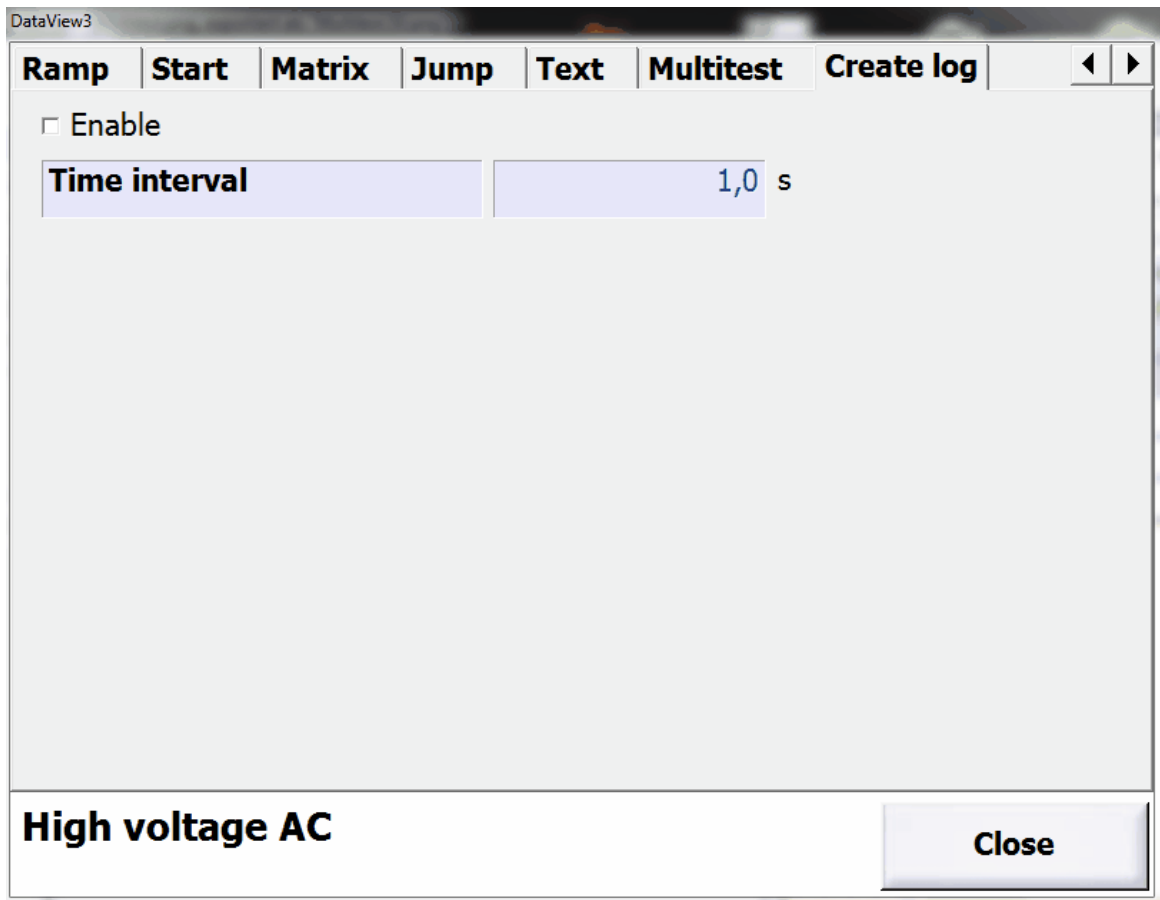 DataView3
Ramp Start Matrix Jump Text Multitest Create log
Enable
Time interval 1,0 s
High voltage AC
Close